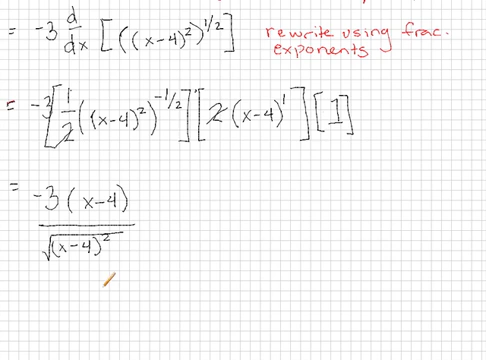 = -3 d/dx [((x-4)²)^1/2] rewrite using frac. exponents
= -3[1/2((x-4)²)^-1/2][2(x-4)^1][1]
= -3(x-4) / √(x-4)²